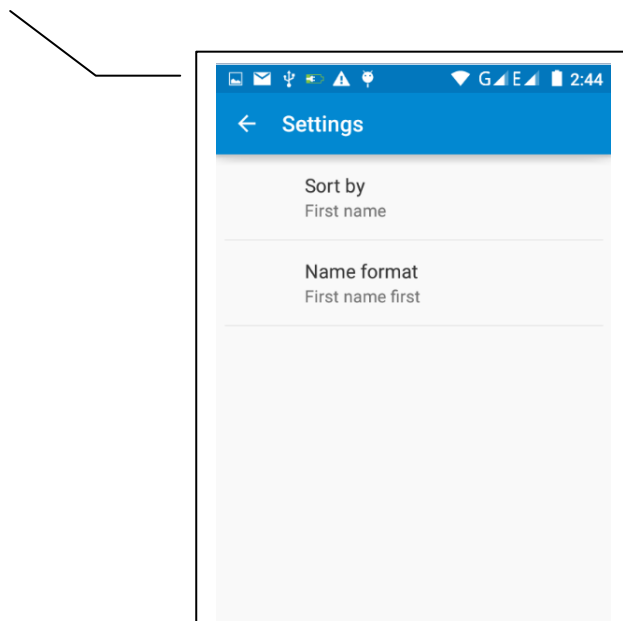 G E 2:44
Settings
Sort by
First name
Name format
First name first